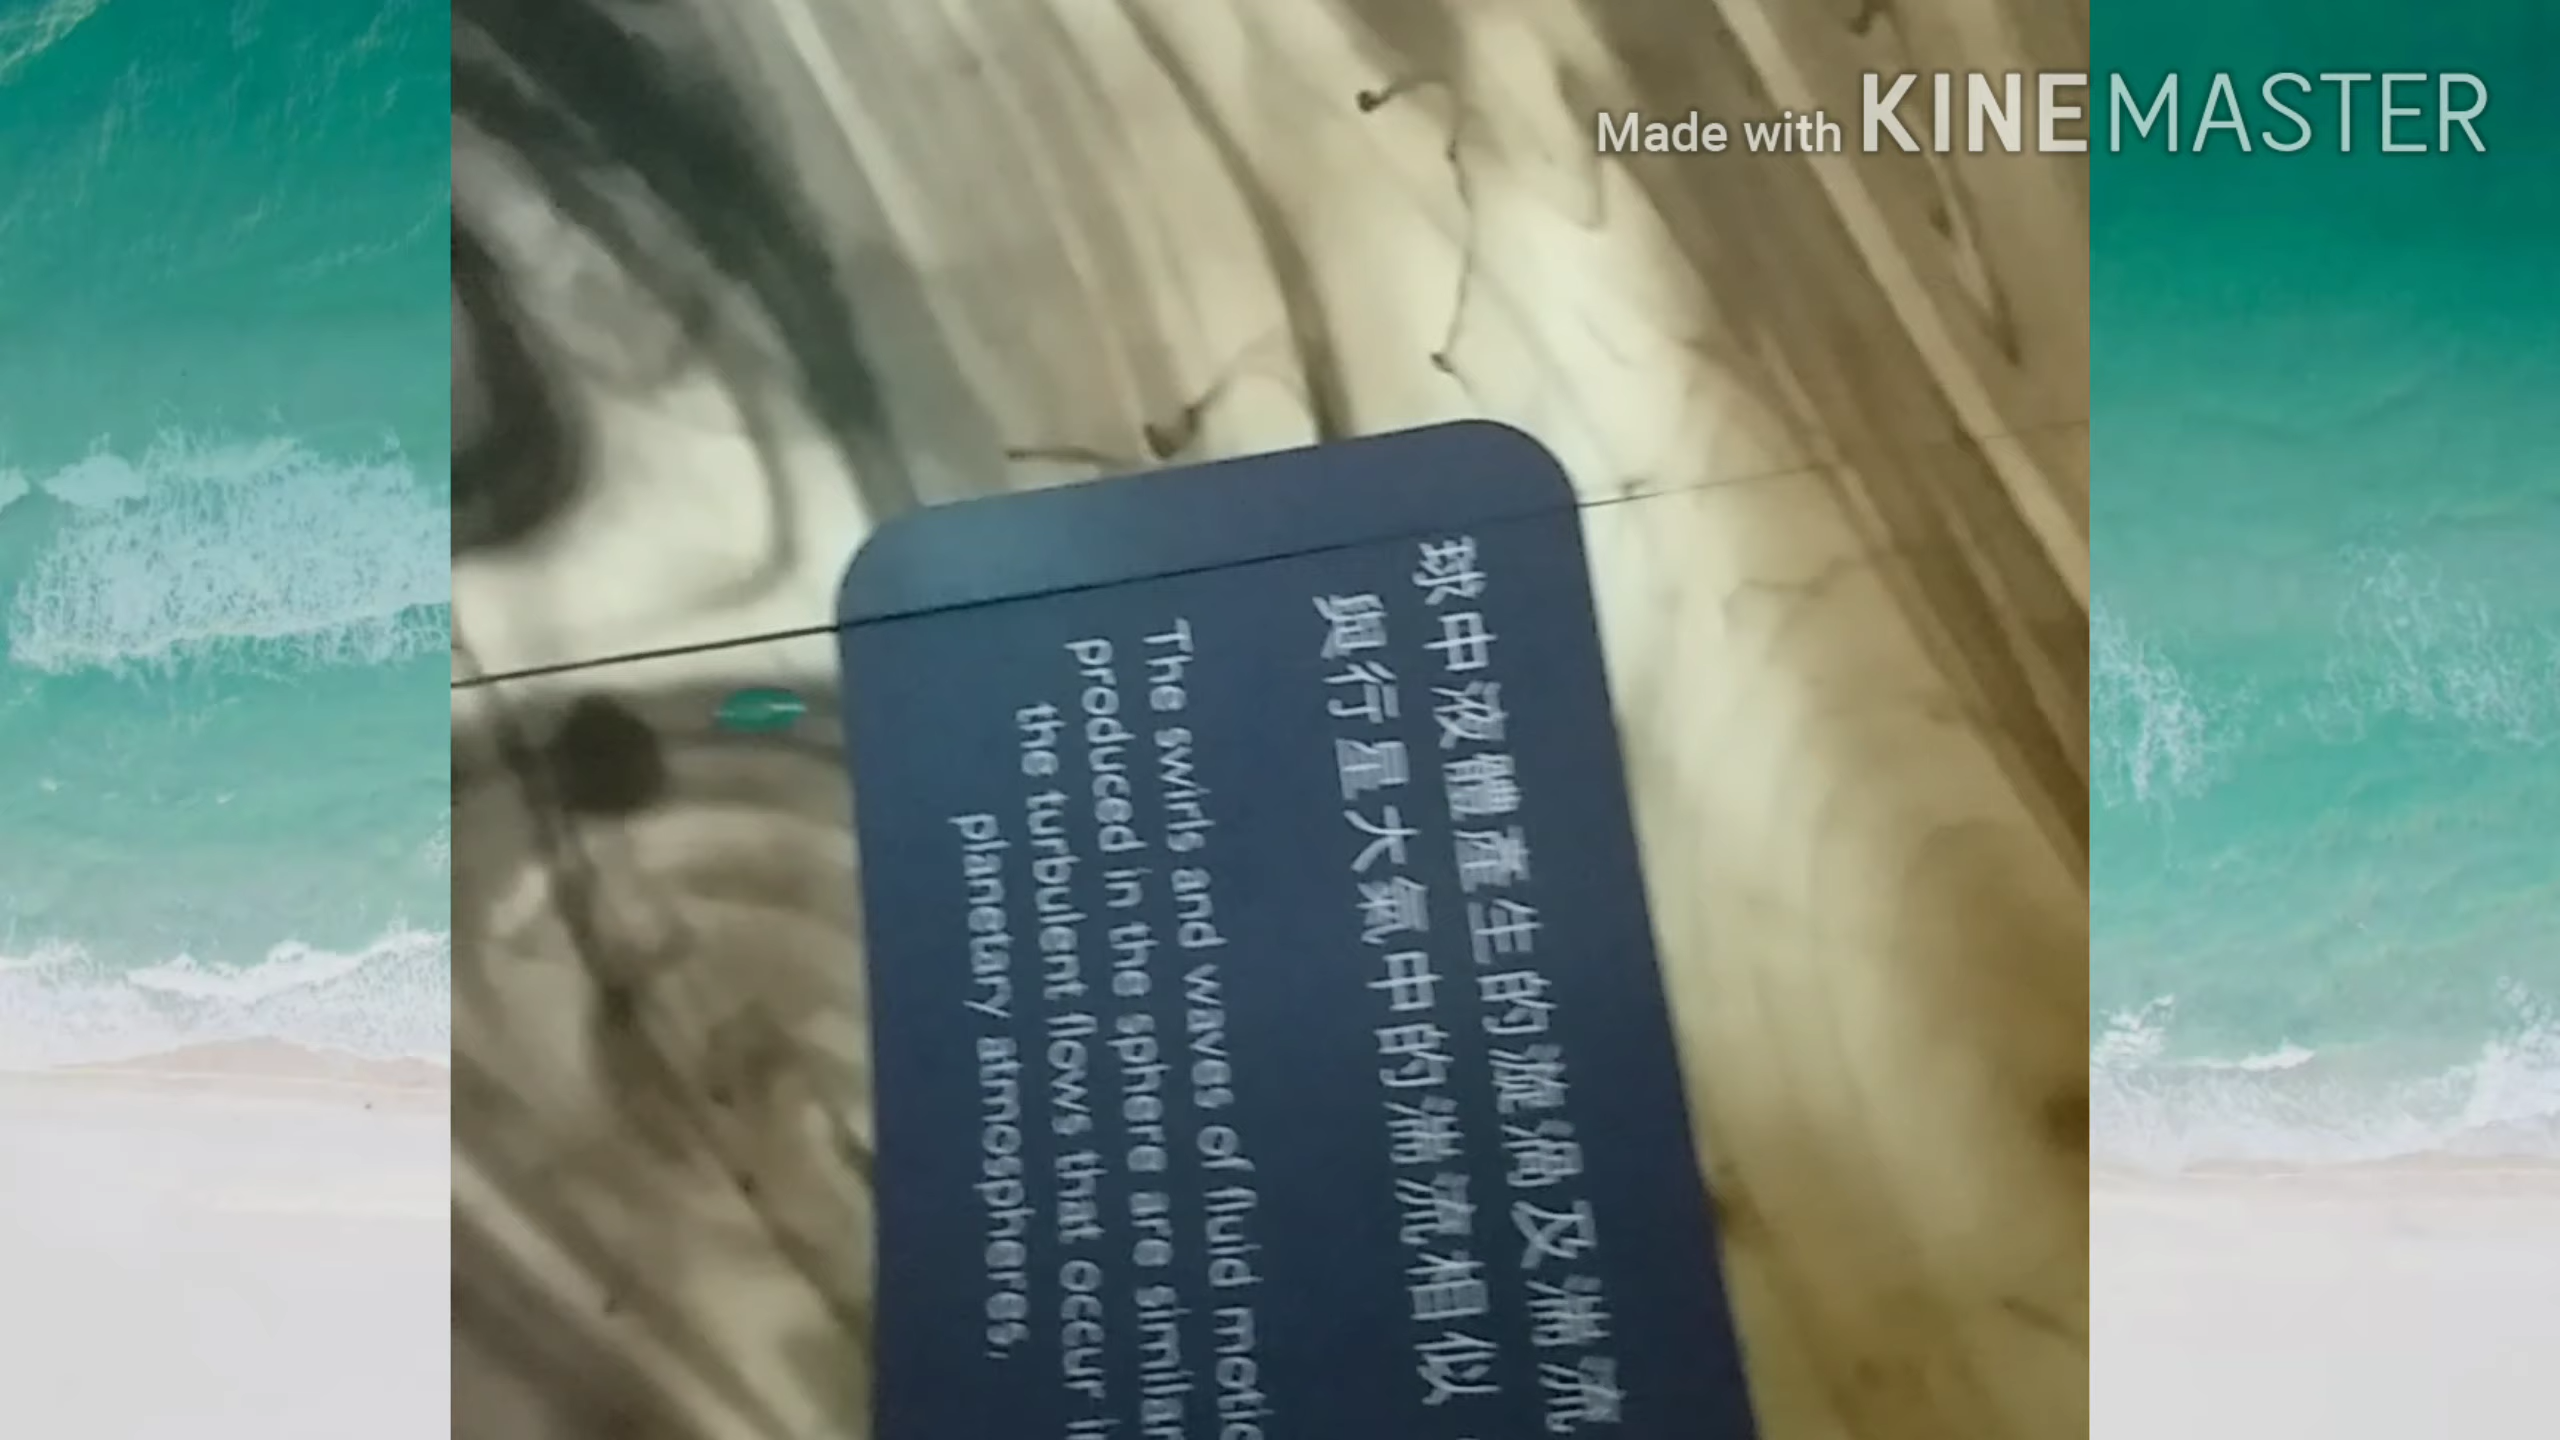 Made with KINEMASTER
球中液體產生的漩渦及湍流
與行星大氣中的湍流相似
The swirls and waves of fluid
produced in the sphere are similar
the turbulent flows that occur
planetary atmospheres,